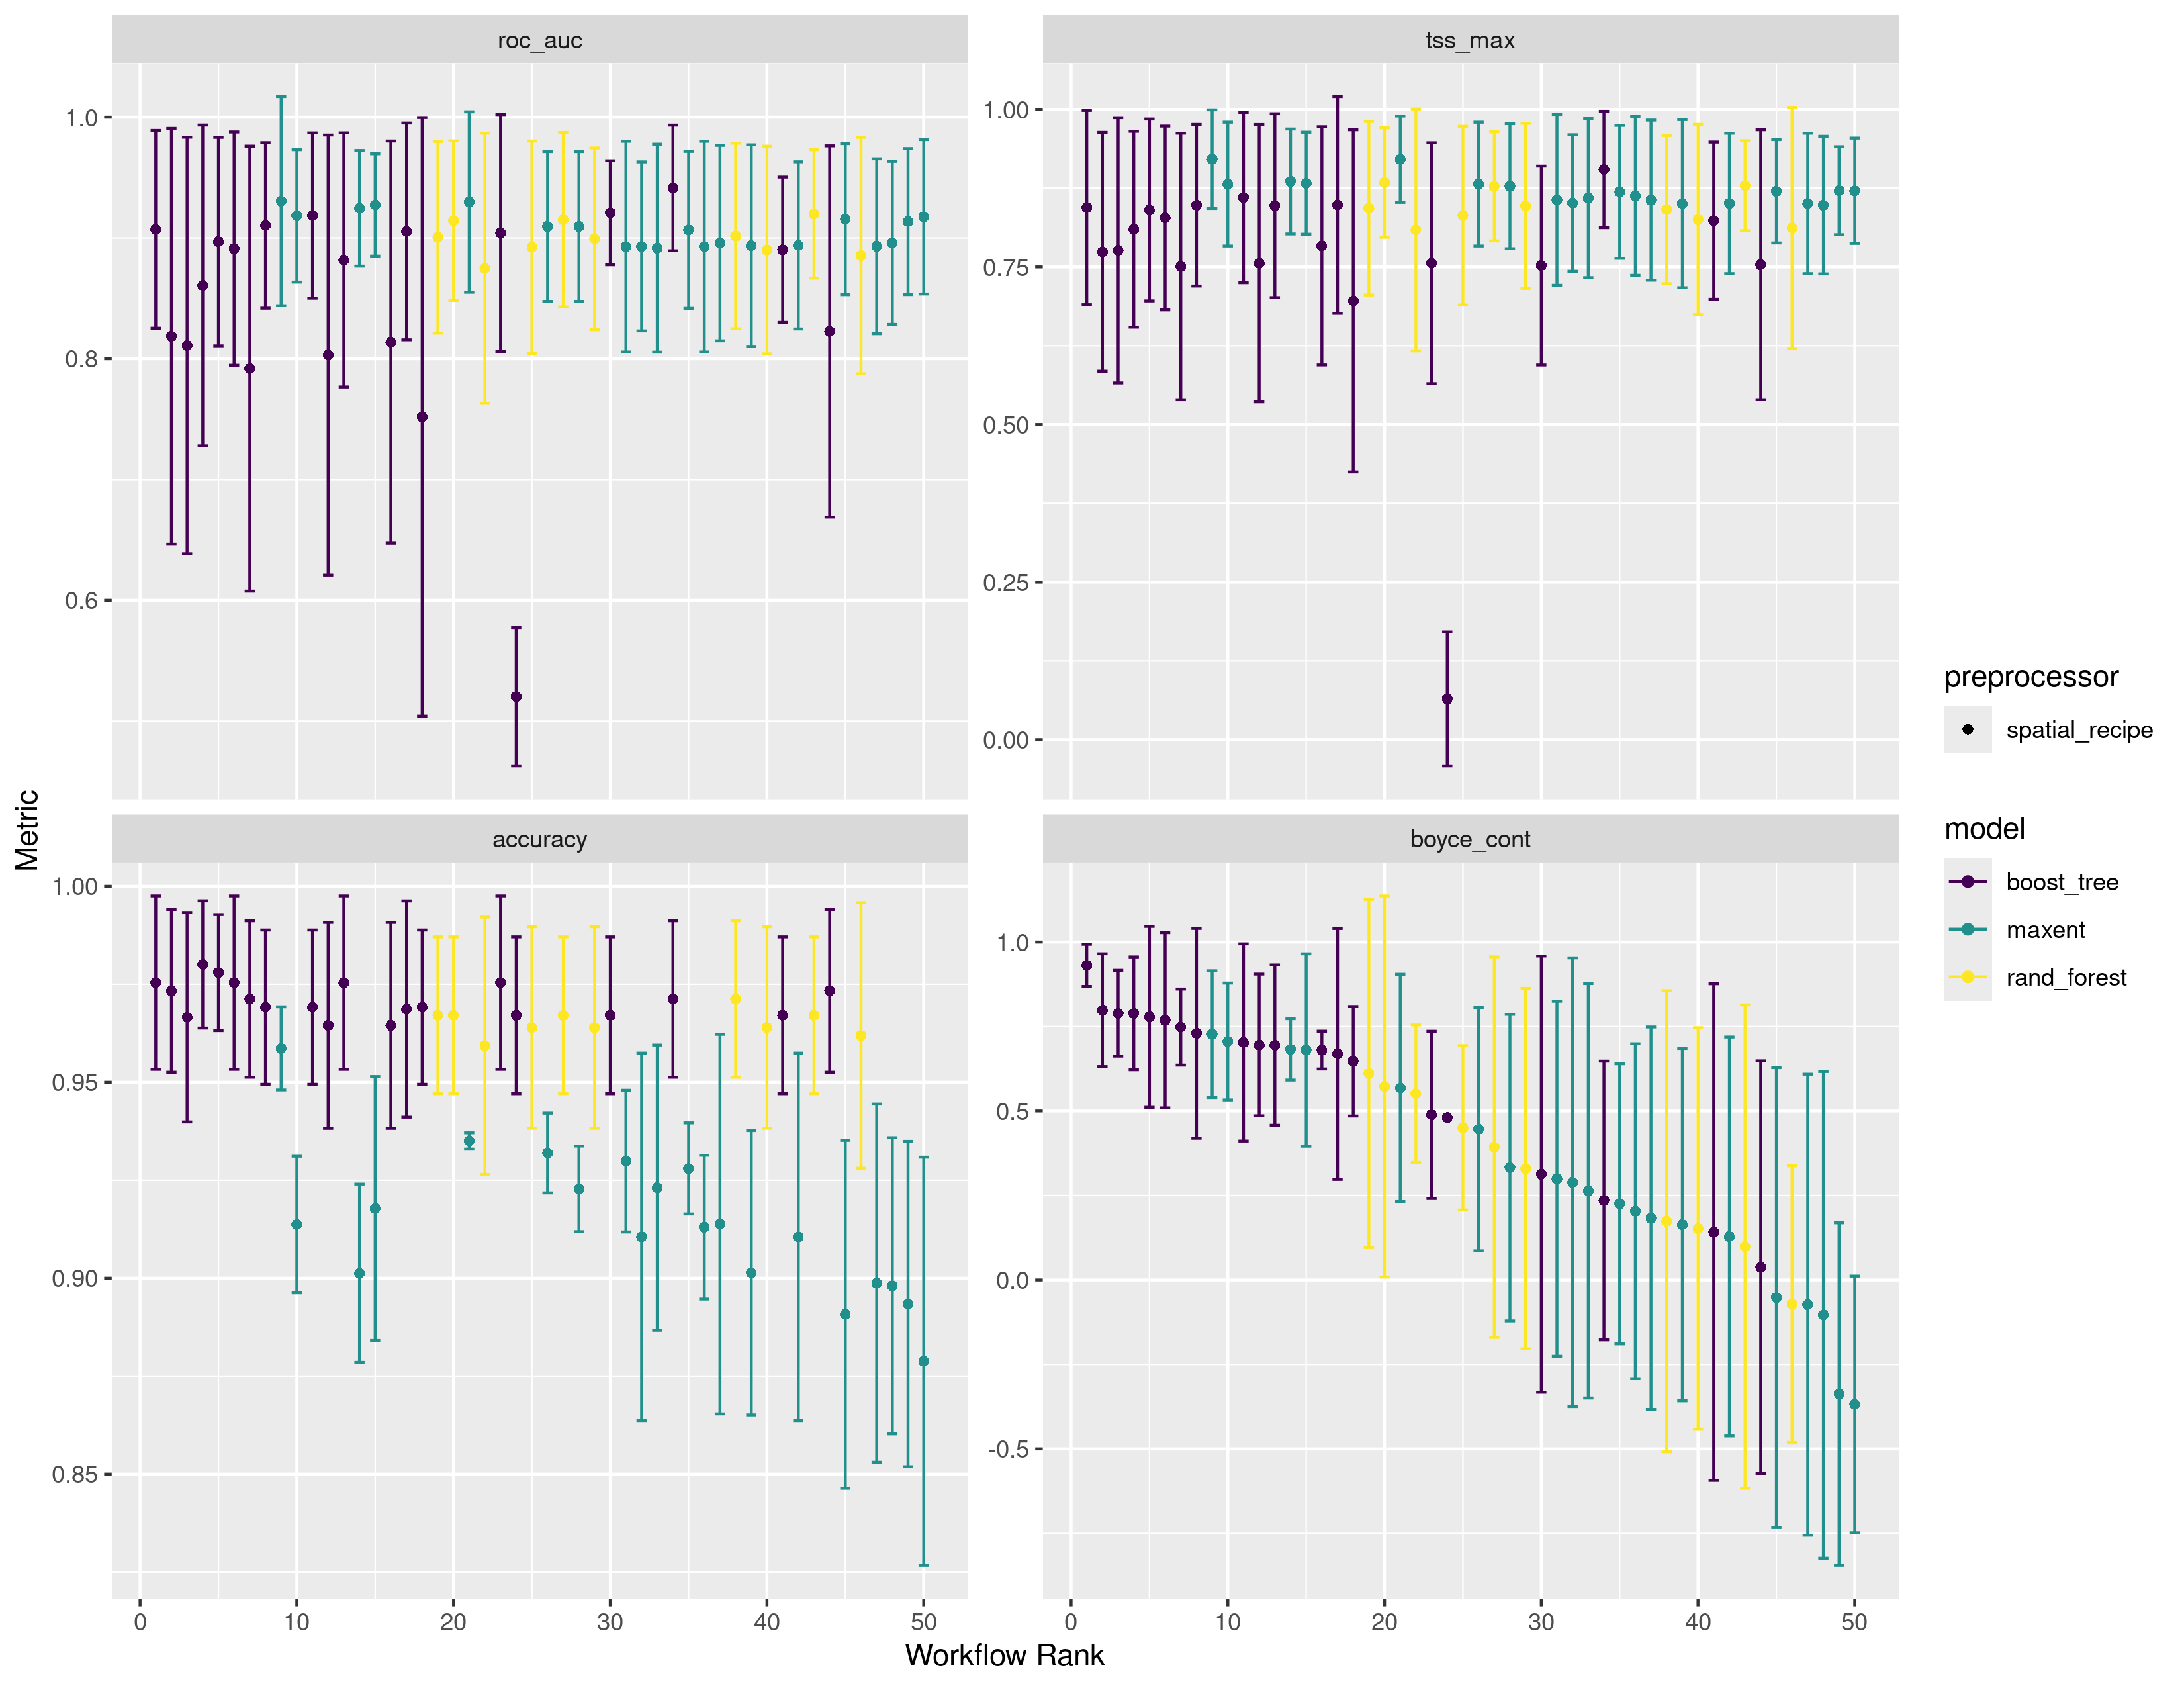 roc_auc
tss_max
1.0
0.8
0.6
1.00
0.75
0.50
0.25
0.00
Metric
accuracy
boyce_cont
1.00
0.95
0.90
0.85
1.0
0.5
0.0
-0.5
0 10 20 30 40 50
0 10 20 30 40 50
Workflow Rank
preprocessor
spatial_recipe
model
boost_tree
maxent
rand_forest